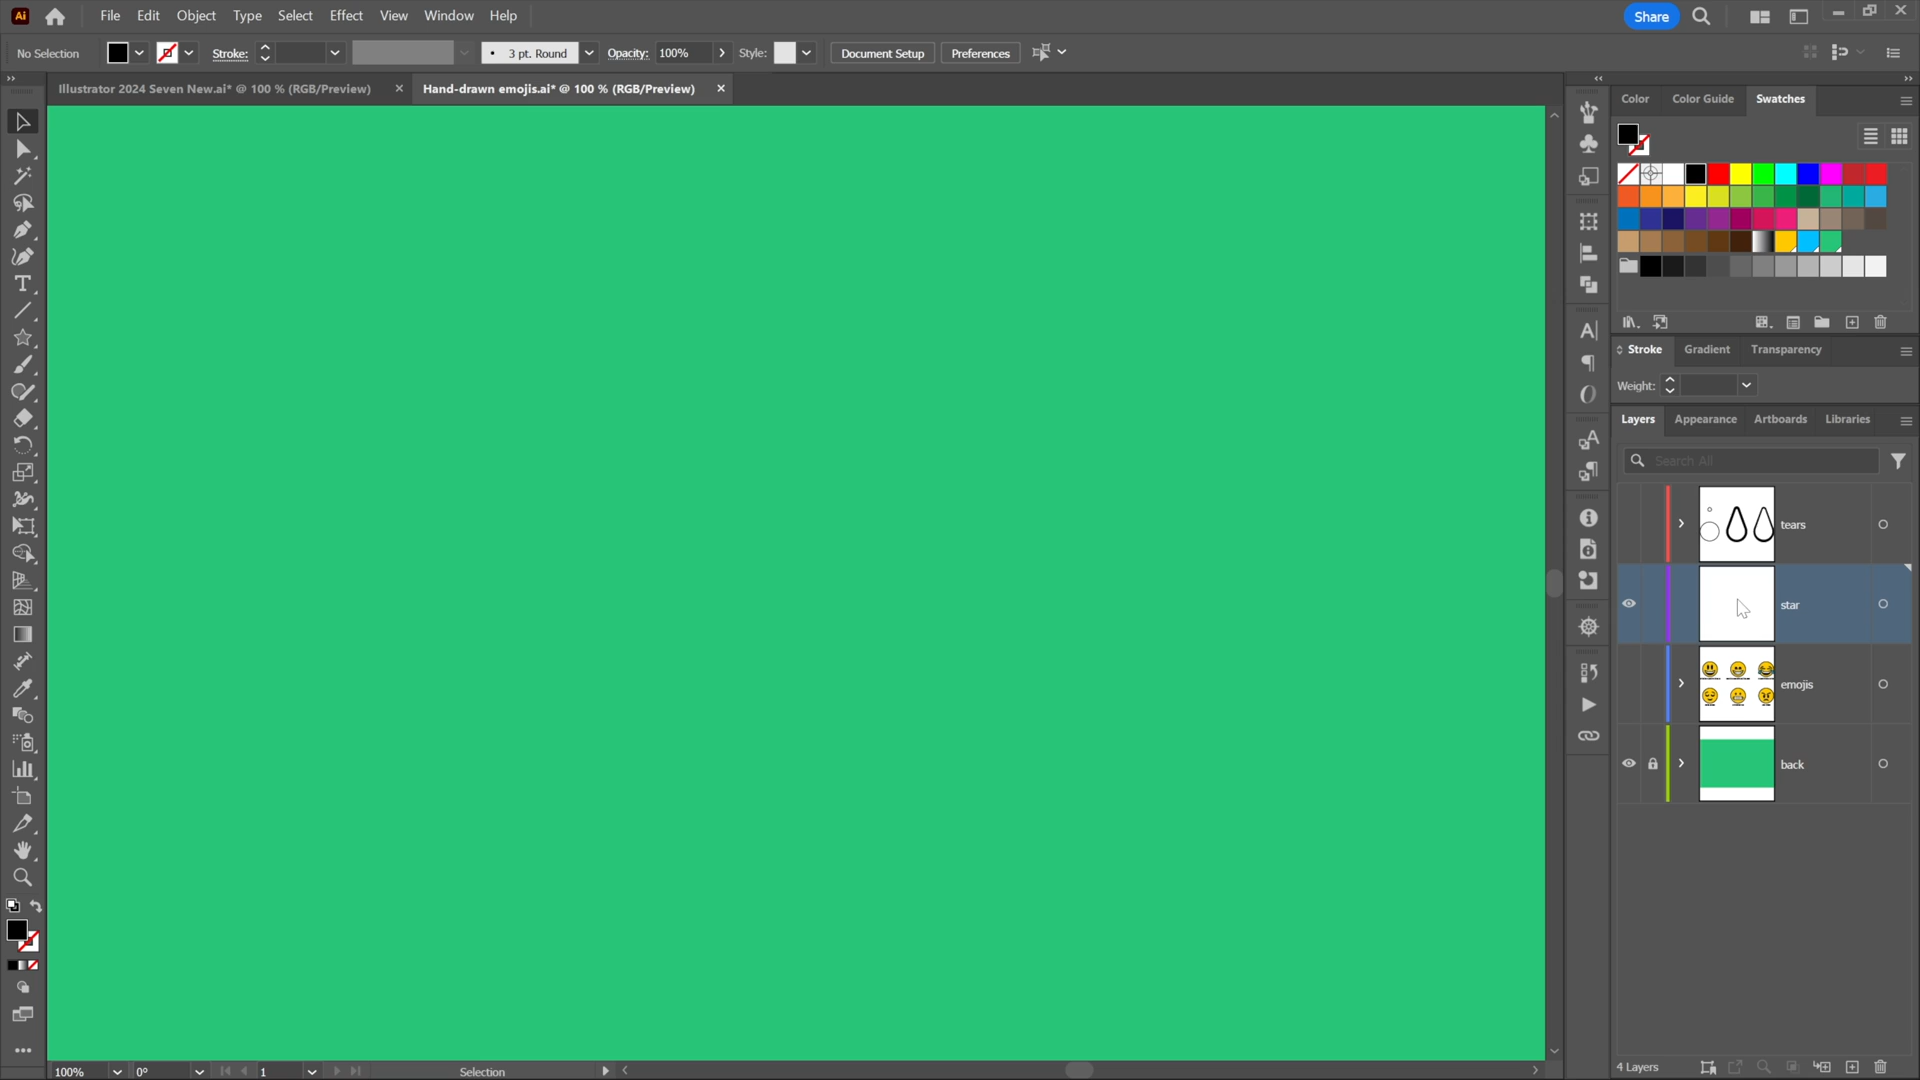 Ai File Edit Object Type Select Effect View Window Help Share
No Selection Stroke: 3 pt. Round Opacity: 100% Style: Document Setup Preferences
Illustrator 2024 Seven New.ai* @ 100 % (RGB/Preview) Hand-drawn emojis.ai* @ 100 % (RGB/Preview)
Color Color Guide Swatches
Stroke Gradient Transparency
Weight:
Layers Appearance Artboards Libraries
Search All
tears
star
emojis
back
100% 0° 1 Selection 4 Layers